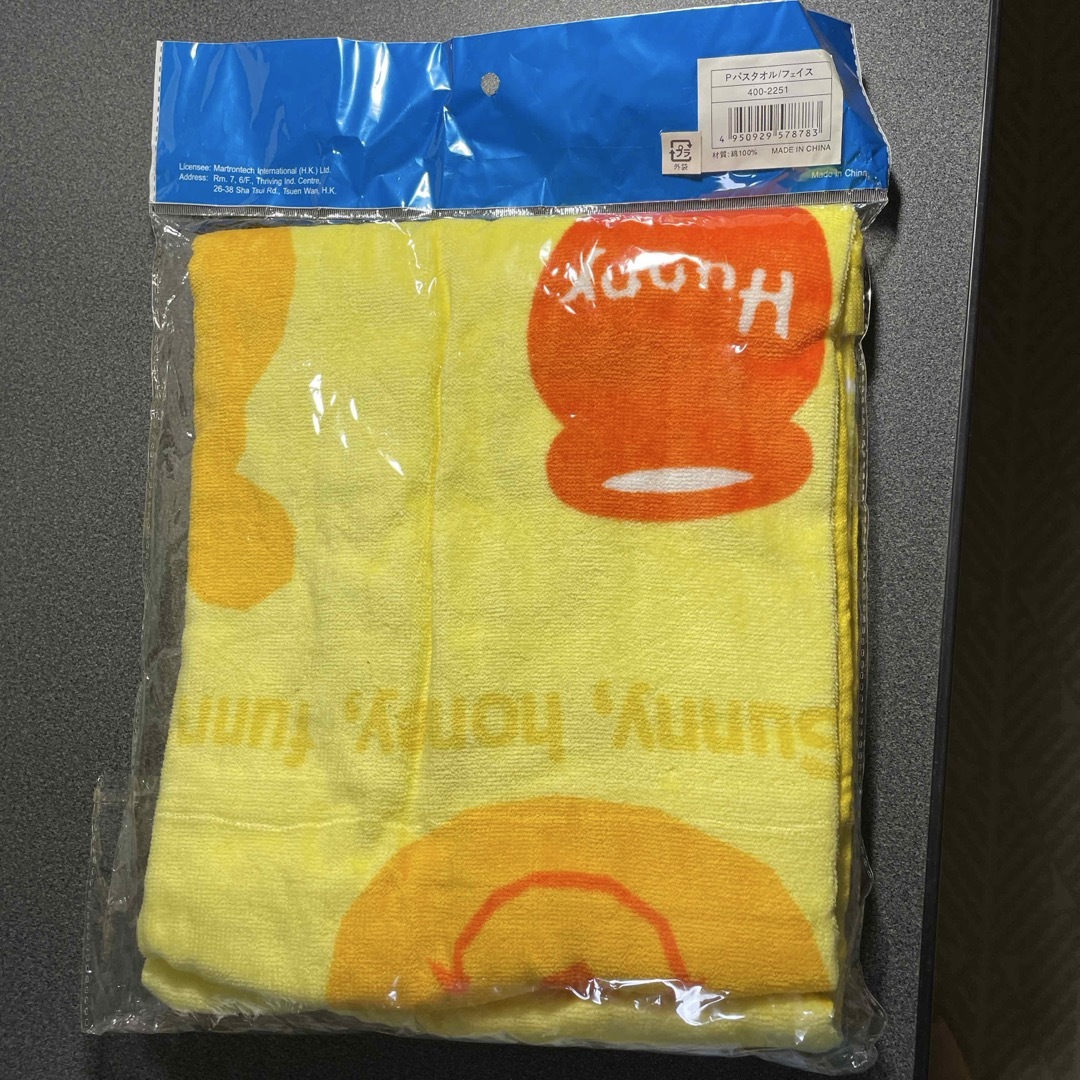 Pバスタオル/フェイス
400-2251
4 950929 578783
材質:綿100% MADE IN CHINA
プラ
外袋
Licensee: Martrontech International (H.K.) Ltd.
Address: Rm. 7, 6/F., Thriving Ind. Centre,
26-38 Sha Tsui Rd., Tsuen Wan, H.K.
Made in China
Hunny
Sunny, honny, funn